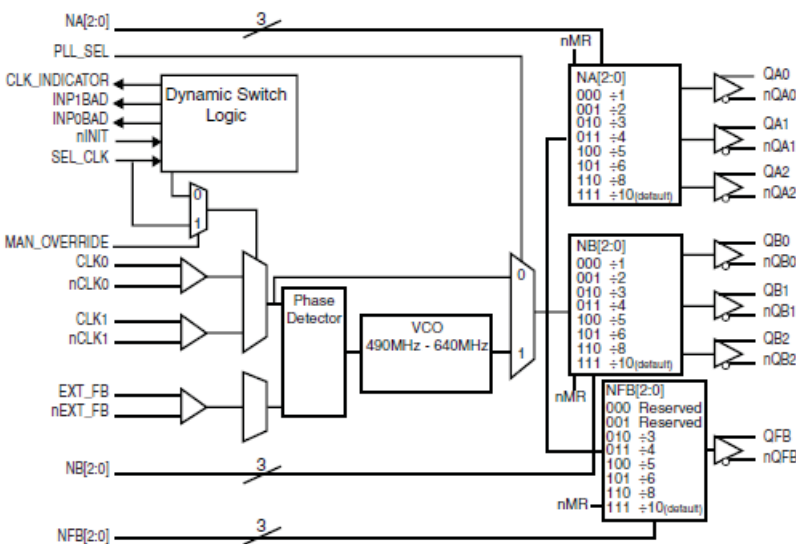 NA[2:0]
3
PLL_SEL
nMR
CLK_INDICATOR
INP1BAD
INP0BAD
nINIT
SEL_CLK
Dynamic Switch
Logic
0
1
MAN_OVERRIDE
CLK0
nCLK0
CLK1
nCLK1
EXT_FB
nEXT_FB
Phase
Detector
VCO
490MHz - 640MHz
0
1
NA[2:0]
000 ÷1
001 ÷2
010 ÷3
011 ÷4
100 ÷5
101 ÷6
110 ÷8
111 ÷10(default)
QA0
nQA0
QA1
nQA1
QA2
nQA2
NB[2:0]
000 ÷1
001 ÷2
010 ÷3
011 ÷4
100 ÷5
101 ÷6
110 ÷8
111 ÷10(default)
QB0
nQB0
QB1
nQB1
QB2
nQB2
nMR
NFB[2:0]
000 Reserved
001 Reserved
010 ÷3
011 ÷4
100 ÷5
101 ÷6
110 ÷8
111 ÷10(default)
QFB
nQFB
nMR
NB[2:0]
3
NFB[2:0]
3